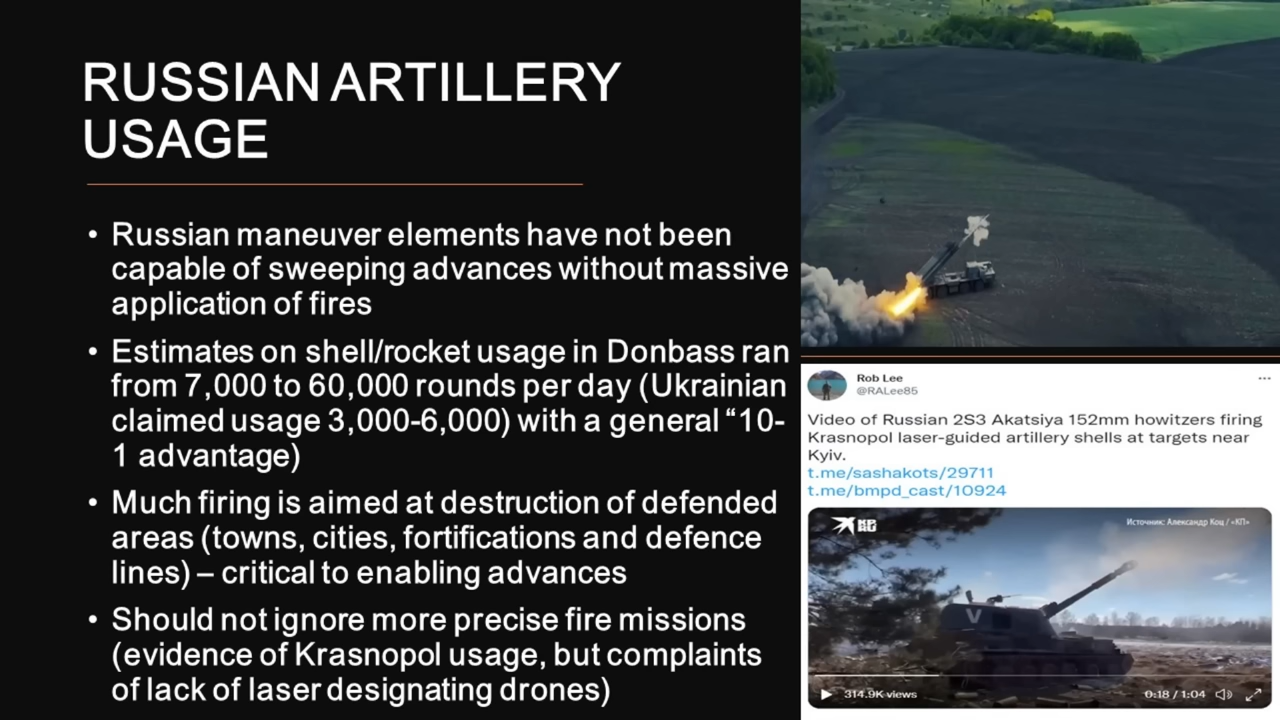 RUSSIAN ARTILLERY
USAGE
• Russian maneuver elements have not been
capable of sweeping advances without massive
application of fires
• Estimates on shell/rocket usage in Donbass ran
from 7,000 to 60,000 rounds per day (Ukrainian
claimed usage 3,000-6,000) with a general “10-
1 advantage)
• Much firing is aimed at destruction of defended
areas (towns, cities, fortifications and defence
lines) – critical to enabling advances
• Should not ignore more precise fire missions
(evidence of Krasnopol usage, but complaints
of lack of laser designating drones)
Rob Lee
@RALee85
Video of Russian 2S3 Akatsiya 152mm howitzers firing
Krasnopol laser-guided artillery shells at targets near
Kyiv.
t.me/sashakots/29711
t.me/bmpd_cast/10924
KP
RU
Источник: Александр Коц / «КП»
V
314.9K views
0:18 / 1:04